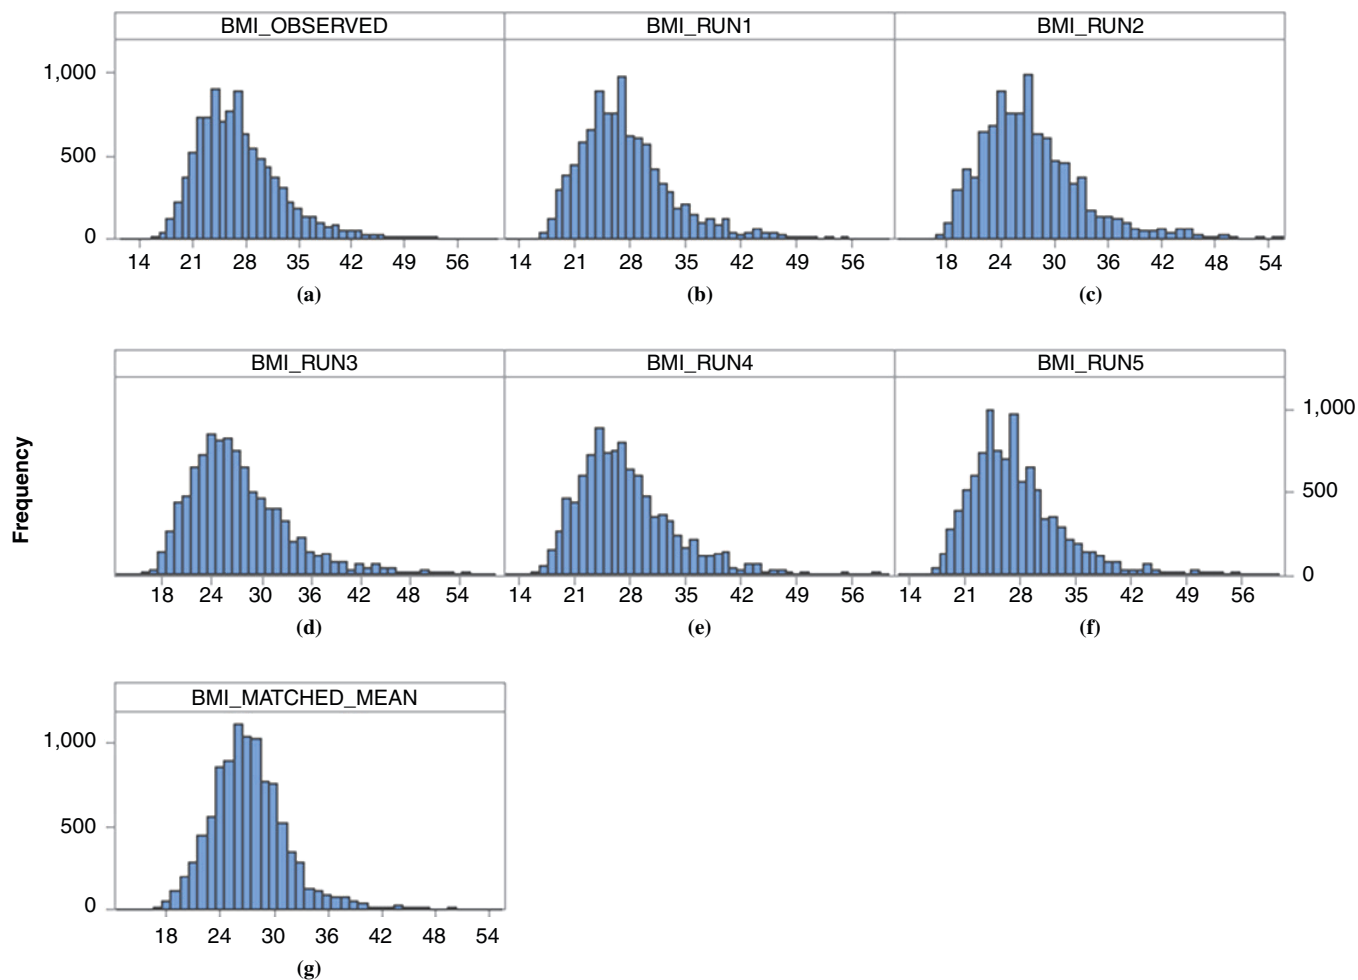 BMI_OBSERVED BMI_RUN1 BMI_RUN2
1,000
500
0
14 21 28 35 42 49 56 14 21 28 35 42 49 56 18 24 30 36 42 48 54
(a) (b) (c)
BMI_RUN3 BMI_RUN4 BMI_RUN5
Frequency
1,000
500
0
18 24 30 36 42 48 54 14 21 28 35 42 49 56 14 21 28 35 42 49 56
(d) (e) (f)
BMI_MATCHED_MEAN
1,000
500
0
18 24 30 36 42 48 54
(g)